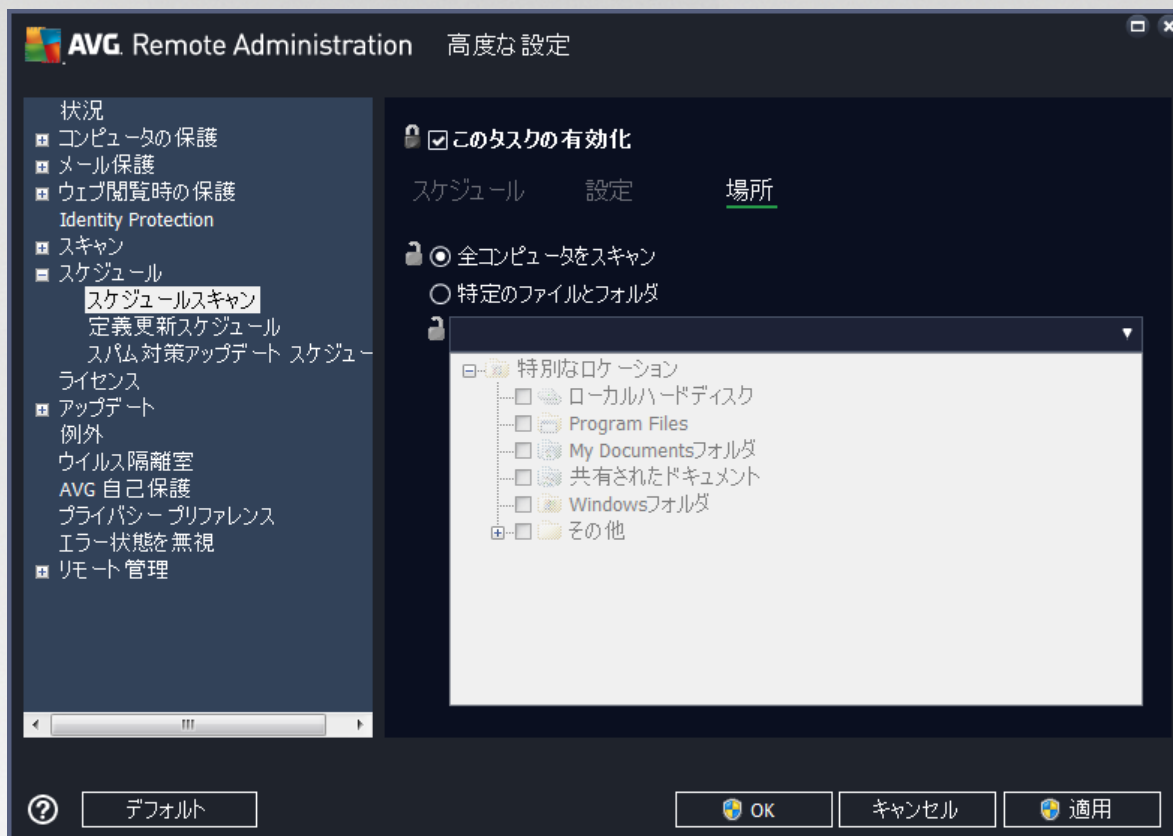 AVG. Remote Administration 高度な設定
状況
コンピュータの保護
メール保護
ウェブ閲覧時の保護
Identity Protection
スキャン
スケジュール
スケジュールスキャン
定義更新スケジュール
スパム対策アップデート スケジュー
ライセンス
アップデート
例外
ウイルス隔離室
AVG 自己保護
プライバシー プリファレンス
エラー状態を無視
リモート管理
このタスクの有効化
スケジュール 設定 場所
全コンピュータをスキャン
特定のファイルとフォルダ
特別なロケーション
ローカルハードディスク
Program Files
My Documentsフォルダ
共有されたドキュメント
Windowsフォルダ
その他
デフォルト OK キャンセル 適用